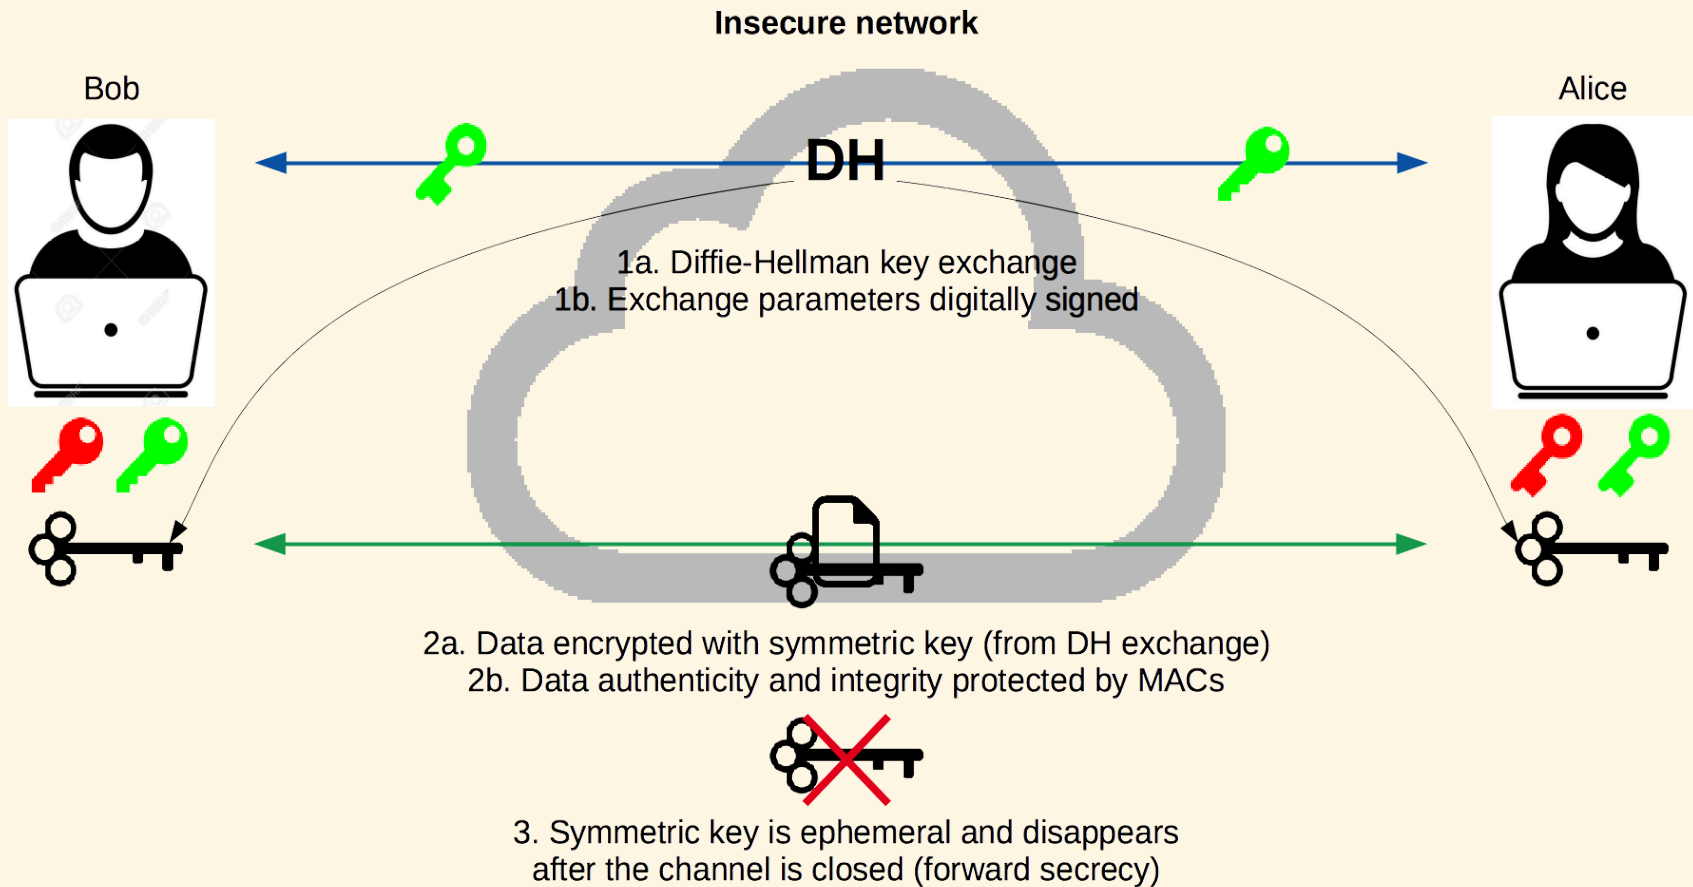 Insecure network
Bob
Alice
DH
1a. Diffie-Hellman key exchange
1b. Exchange parameters digitally signed
2a. Data encrypted with symmetric key (from DH exchange)
2b. Data authenticity and integrity protected by MACs
3. Symmetric key is ephemeral and disappears
after the channel is closed (forward secrecy)